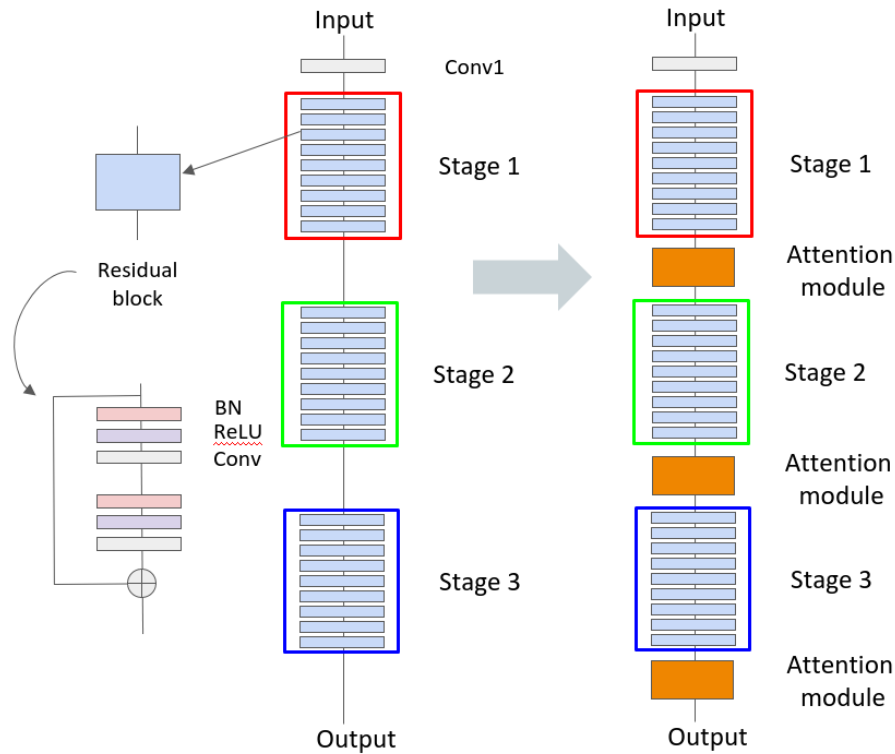 Input
Conv1
Stage 1
Residual
block
Stage 2
BN
ReLU
Conv
Stage 3
Output
Input
Stage 1
Attention
module
Stage 2
Attention
module
Stage 3
Attention
module
Output